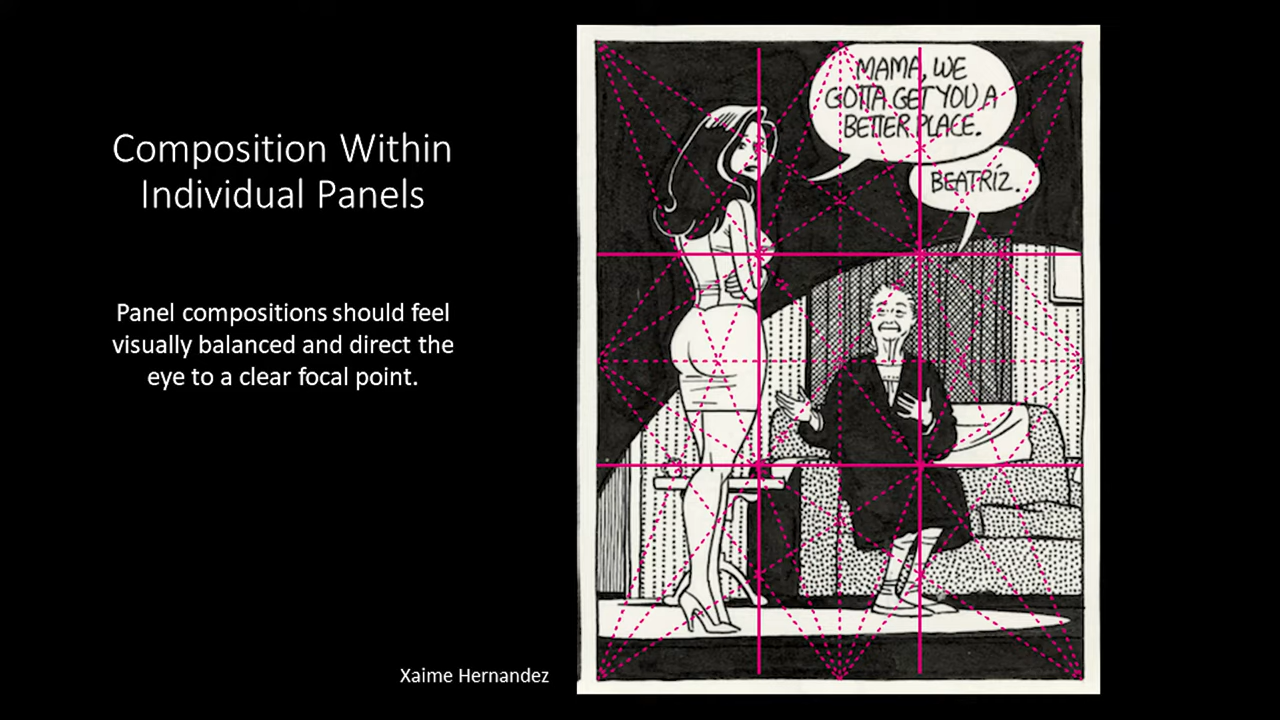 Composition Within
Individual Panels
Panel compositions should feel
visually balanced and direct the
eye to a clear focal point.
Xaime Hernandez
MAMA, WE
GOTTA GET YOU A
BETTER PLACE.
BEATRÍZ.